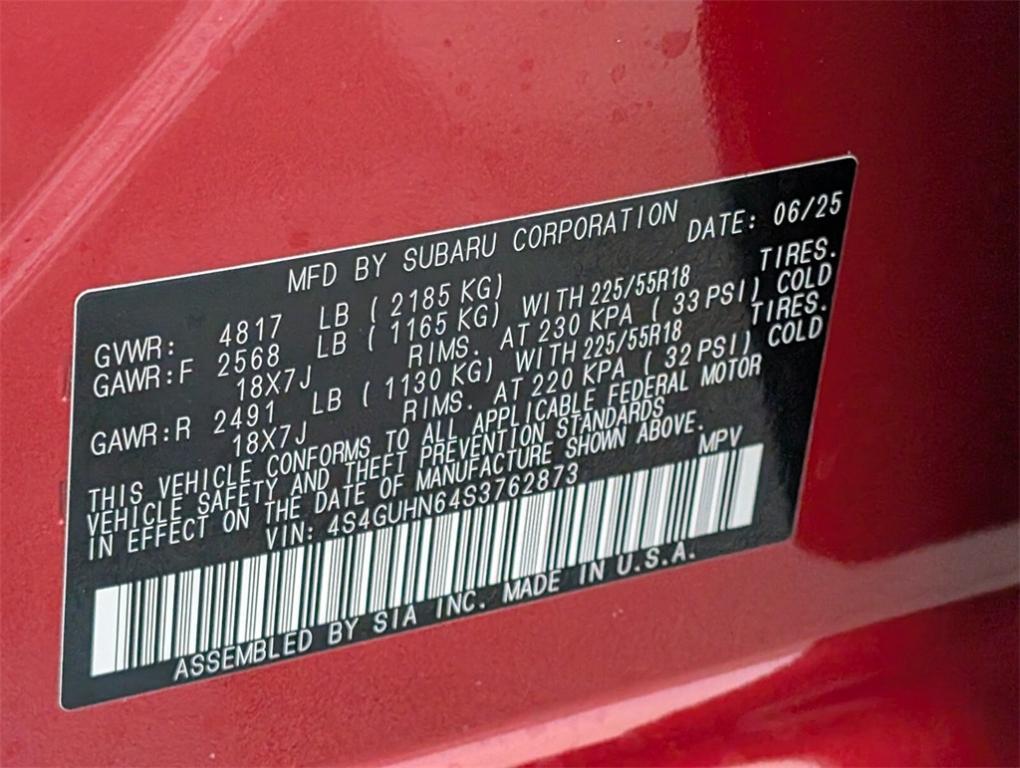 MFD BY SUBARU CORPORATION DATE: 06/25
GVWR: 4817 LB ( 2185 KG)
GAWR:F 2568 LB ( 1165 KG) WITH 225/55R18 TIRES.
18X7J RIMS. AT 230 KPA ( 33 PSI) COLD
GAWR:R 2491 LB ( 1130 KG) WITH 225/55R18 TIRES.
18X7J RIMS. AT 220 KPA ( 32 PSI) COLD
THIS VEHICLE CONFORMS TO ALL APPLICABLE FEDERAL MOTOR
VEHICLE SAFETY AND THEFT PREVENTION STANDARDS
IN EFFECT ON THE DATE OF MANUFACTURE SHOWN ABOVE.
VIN: 4S4GUHN64S3762873 MPV
ASSEMBLED BY SIA INC. MADE IN U.S.A.